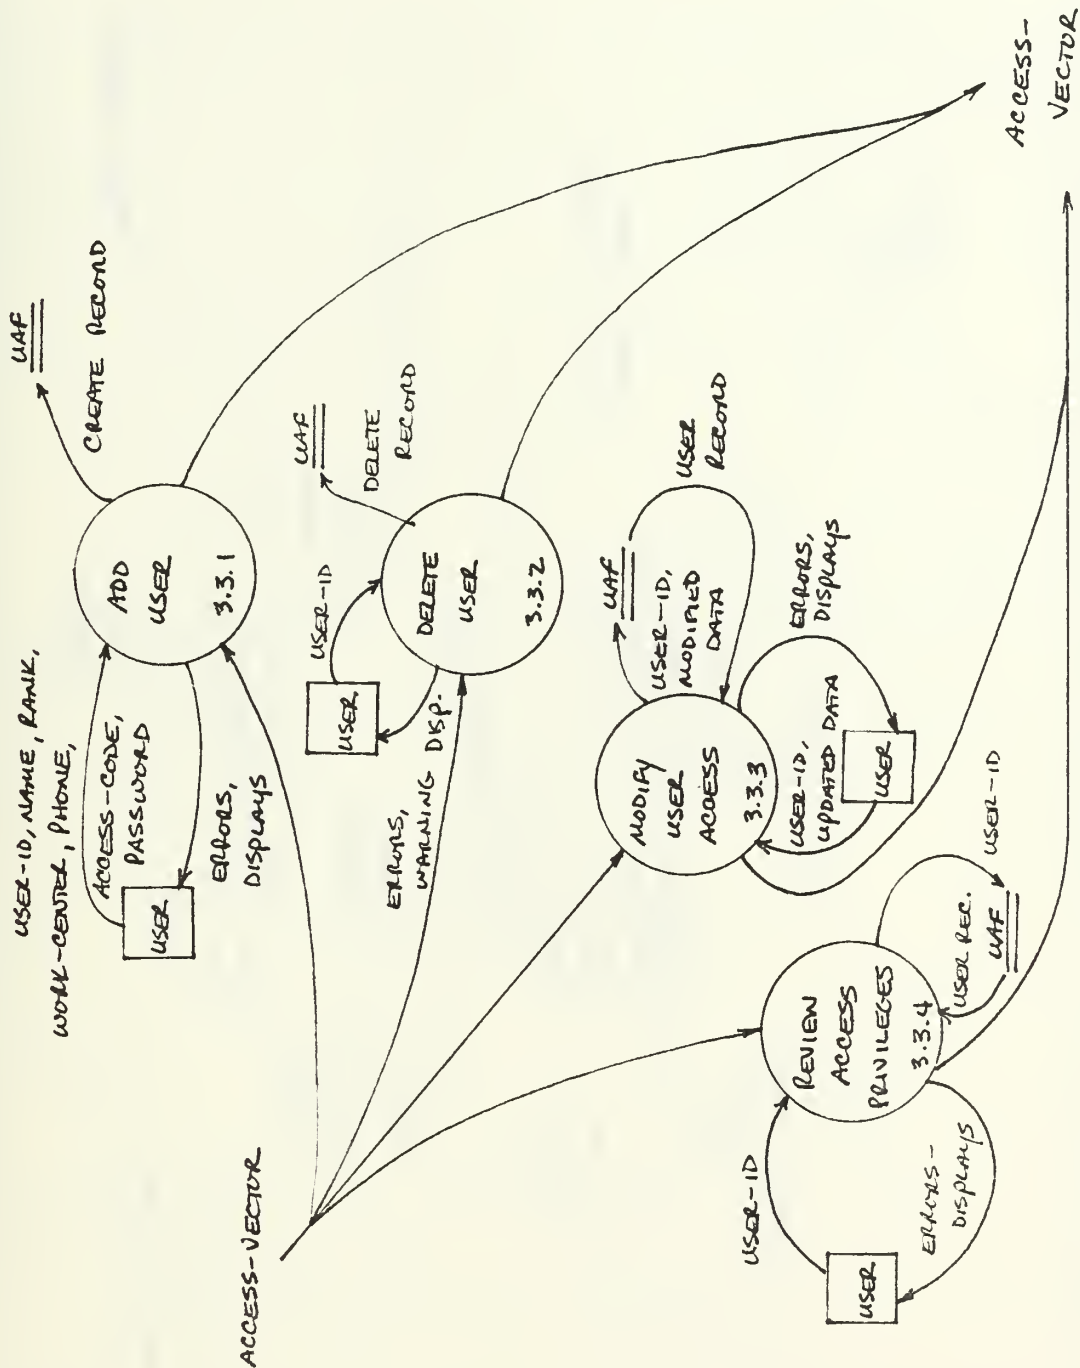 USER-ID, NAME, RANK,
WORK-CENTER, PHONE,
ACCESS-CODE,
PASSWORD
USER
ERRORS,
DISPLAYS
ADD
USER
3.3.1
UAF
CREATE RECORD
USER-ID
USER
ERRORS,
WARNING DISP.
DELETE
USER
3.3.2
UAF
DELETE
RECORD
ACCESS-VECTOR
MODIFY
USER
ACCESS
3.3.3
UAF
USER-ID,
MODIFIED
DATA
USER
RECORD
ERRORS,
DISPLAYS
USER-ID,
UPDATED DATA
USER
USER-ID
USER
ERRORS-
DISPLAYS
REVIEW
ACCESS
PRIVILEGES
3.3.4
USER REC.
UAF
USER-ID
ACCESS-
VECTOR